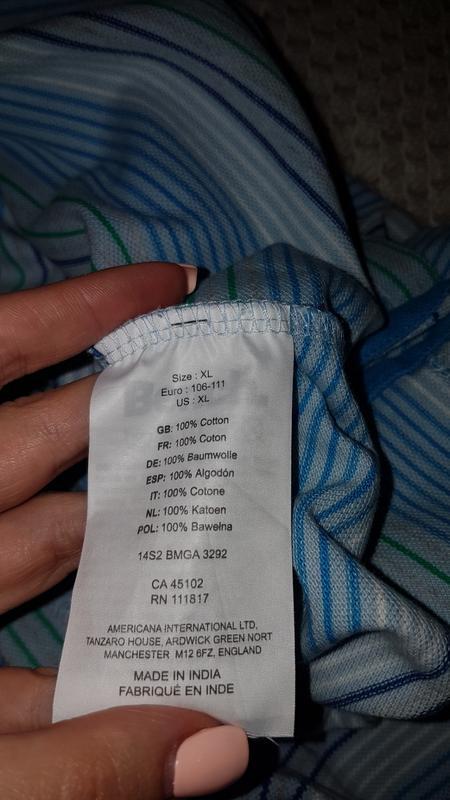 Size : XL
Euro : 106-111
US : XL
GB: 100% Cotton
FR: 100% Coton
DE: 100% Baumwolle
ESP: 100% Algodón
IT: 100% Cotone
NL: 100% Katoen
POL: 100% Bawełna
14S2 BMGA 3292
CA 45102
RN 111817
AMERICANA INTERNATIONAL LTD,
TANZARO HOUSE, ARDWICK GREEN NORT
MANCHESTER M12 6FZ, ENGLAND
MADE IN INDIA
FABRIQUÉ EN INDE